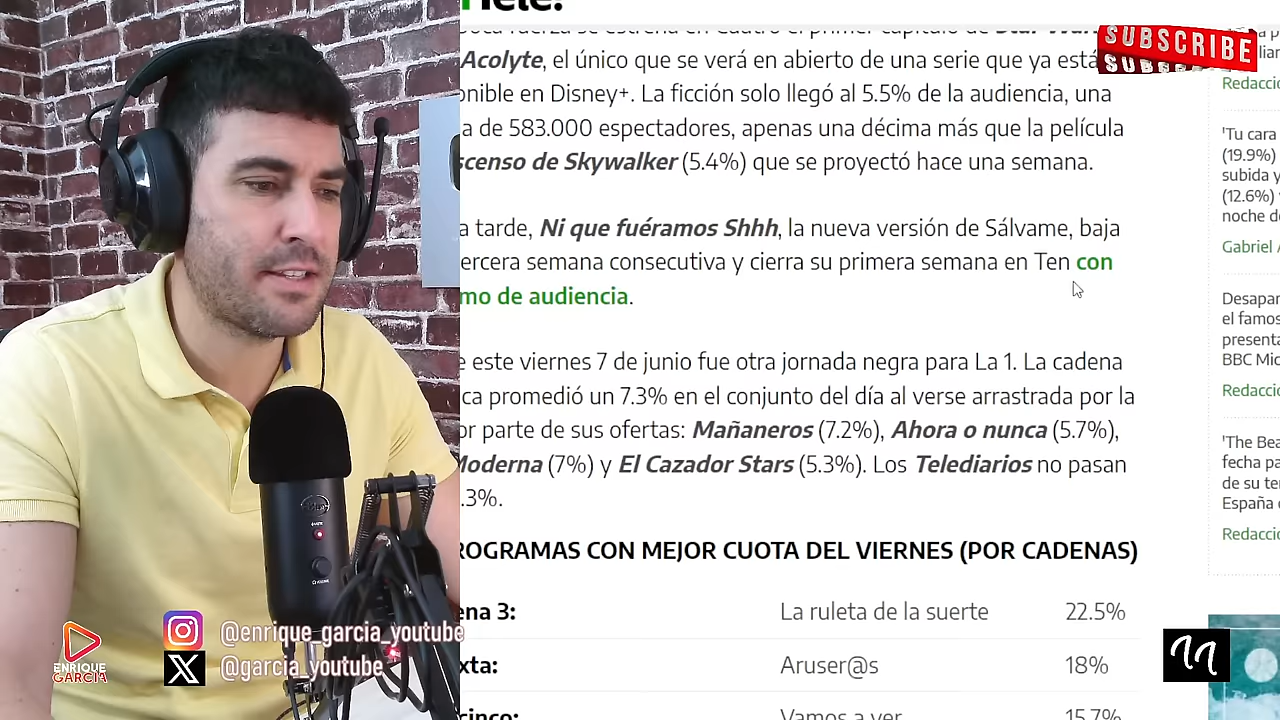 Tele.
Acolyte, el único que se verá en abierto de una serie que ya está
onible en Disney+. La ficción solo llegó al 5.5% de la audiencia, una
a de 583.000 espectadores, apenas una décima más que la película
scenso de Skywalker (5.4%) que se proyectó hace una semana.
a tarde, Ni que fuéramos Shhh, la nueva versión de Sálvame, baja
ercera semana consecutiva y cierra su primera semana en Ten con
mo de audiencia.
e este viernes 7 de junio fue otra jornada negra para La 1. La cadena
ca promedió un 7.3% en el conjunto del día al verse arrastrada por la
or parte de sus ofertas: Mañaneros (7.2%), Ahora o nunca (5.7%),
Moderna (7%) y El Cazador Stars (5.3%). Los Telediarios no pasan
.3%.
ROGRAMAS CON MEJOR CUOTA DEL VIERNES (POR CADENAS)
ena 3: La ruleta de la suerte 22.5%
xta: Aruser@s 18%
cinco: Vamos a ver 15.7%
SUBSCRIBE
Redacci
'Tu cara
(19.9%)
subida y
(12.6%)
noche d
Gabriel A
Desapar
el famos
presenta
BBC Mic
Redacci
'The Bea
fecha pa
de su te
España
Redacci
ENRIQUE
GARCIA
@enrique_garcia_youtube
@garcia_youtube